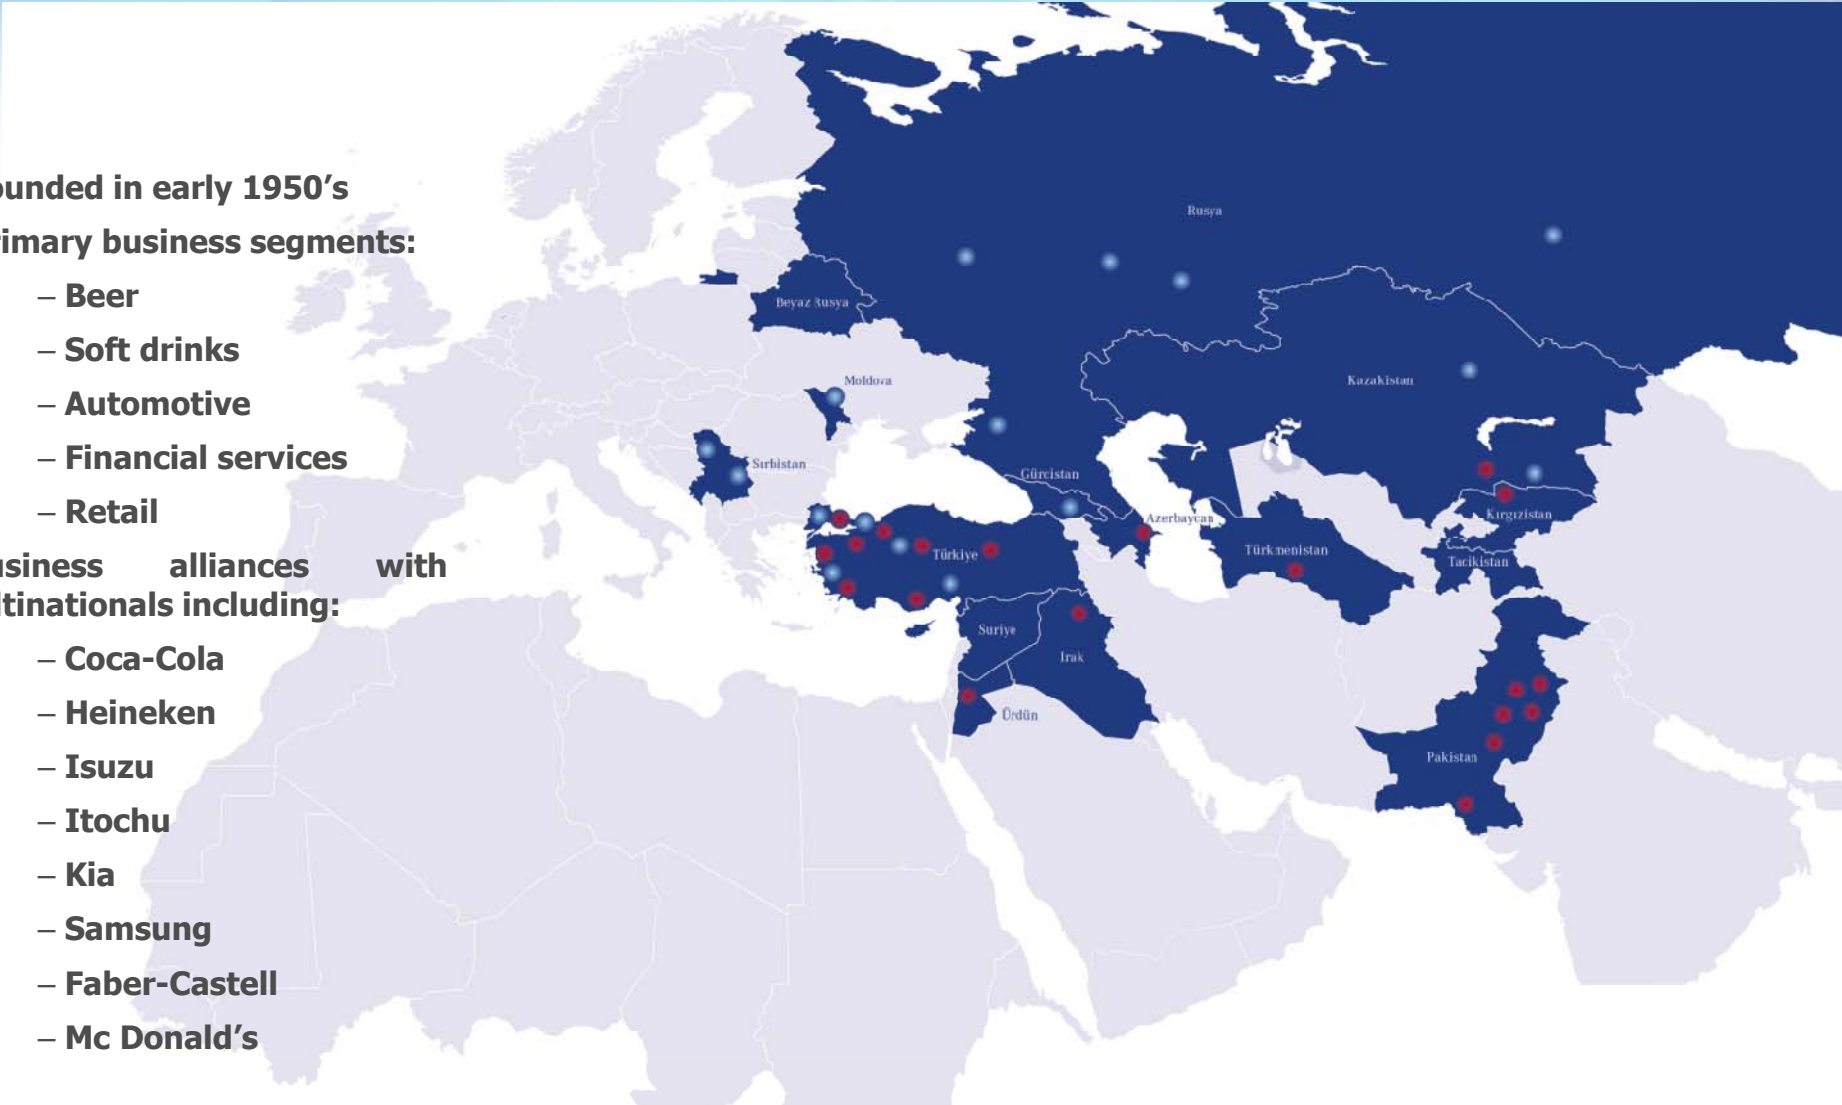 ounded in early 1950’s
rimary business segments:
– Beer
– Soft drinks
– Automotive
– Financial services
– Retail
usiness alliances with
ltinationals including:
– Coca-Cola
– Heineken
– Isuzu
– Itochu
– Kia
– Samsung
– Faber-Castell
– Mc Donald’s
Rusya
Beyaz Rusya
Moldova
Kazakistan
Sırbistan
Gürcistan
Azerbaycan
Kırgızistan
Türkiye
Türkmenistan
Tacikistan
Suriye
Irak
Ürdün
Pakistan